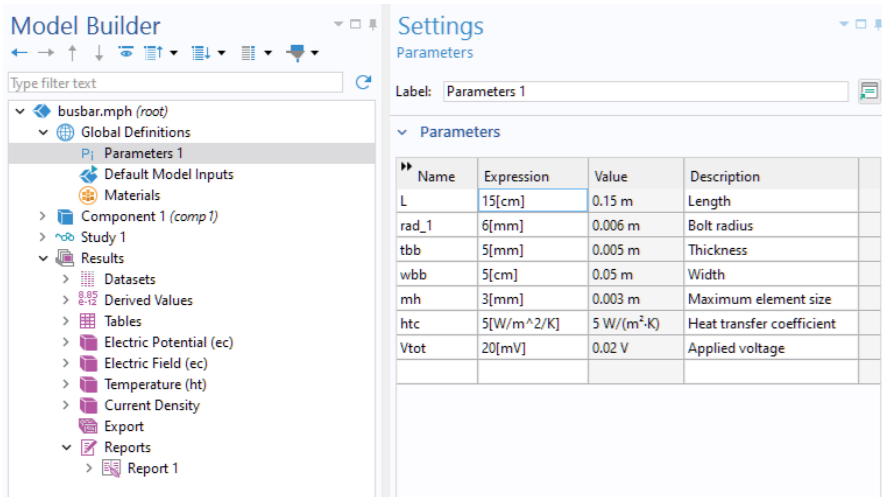 Model Builder
Type filter text
busbar.mph (root)
Global Definitions
Pi Parameters 1
Default Model Inputs
Materials
Component 1 (comp1)
Study 1
Results
Datasets
8.85
e-12 Derived Values
Tables
Electric Potential (ec)
Electric Field (ec)
Temperature (ht)
Current Density
Export
Reports
Report 1
Settings
Parameters
Label: Parameters 1
Parameters
Name Expression Value Description
L 15[cm] 0.15 m Length
rad_1 6[mm] 0.006 m Bolt radius
tbb 5[mm] 0.005 m Thickness
wbb 5[cm] 0.05 m Width
mh 3[mm] 0.003 m Maximum element size
htc 5[W/m^2/K] 5 W/(m²·K) Heat transfer coefficient
Vtot 20[mV] 0.02 V Applied voltage